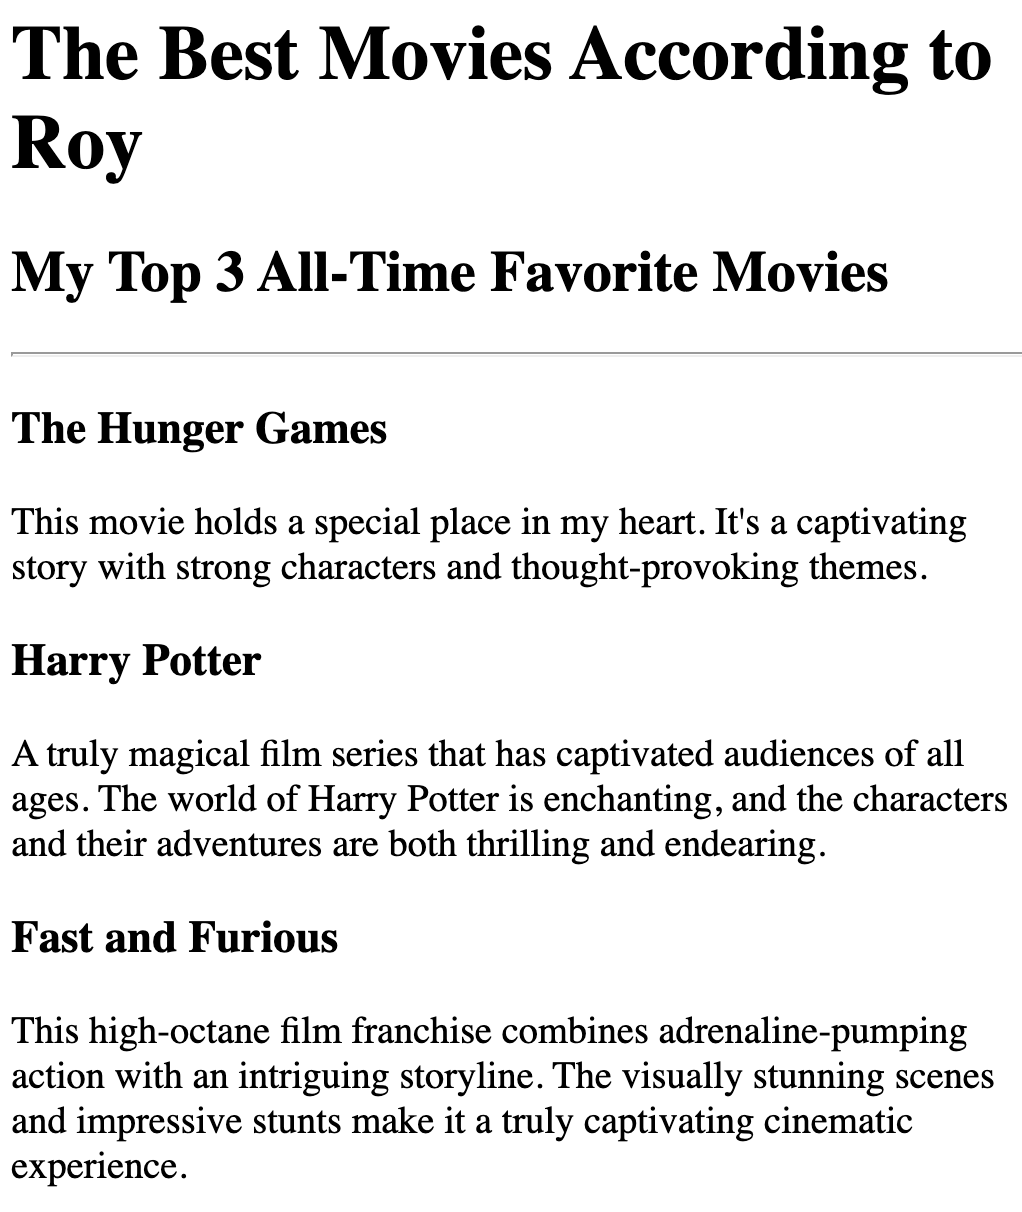 The Best Movies According to
Roy
My Top 3 All-Time Favorite Movies
The Hunger Games
This movie holds a special place in my heart. It's a captivating
story with strong characters and thought-provoking themes.
Harry Potter
A truly magical film series that has captivated audiences of all
ages. The world of Harry Potter is enchanting, and the characters
and their adventures are both thrilling and endearing.
Fast and Furious
This high-octane film franchise combines adrenaline-pumping
action with an intriguing storyline. The visually stunning scenes
and impressive stunts make it a truly captivating cinematic
experience.